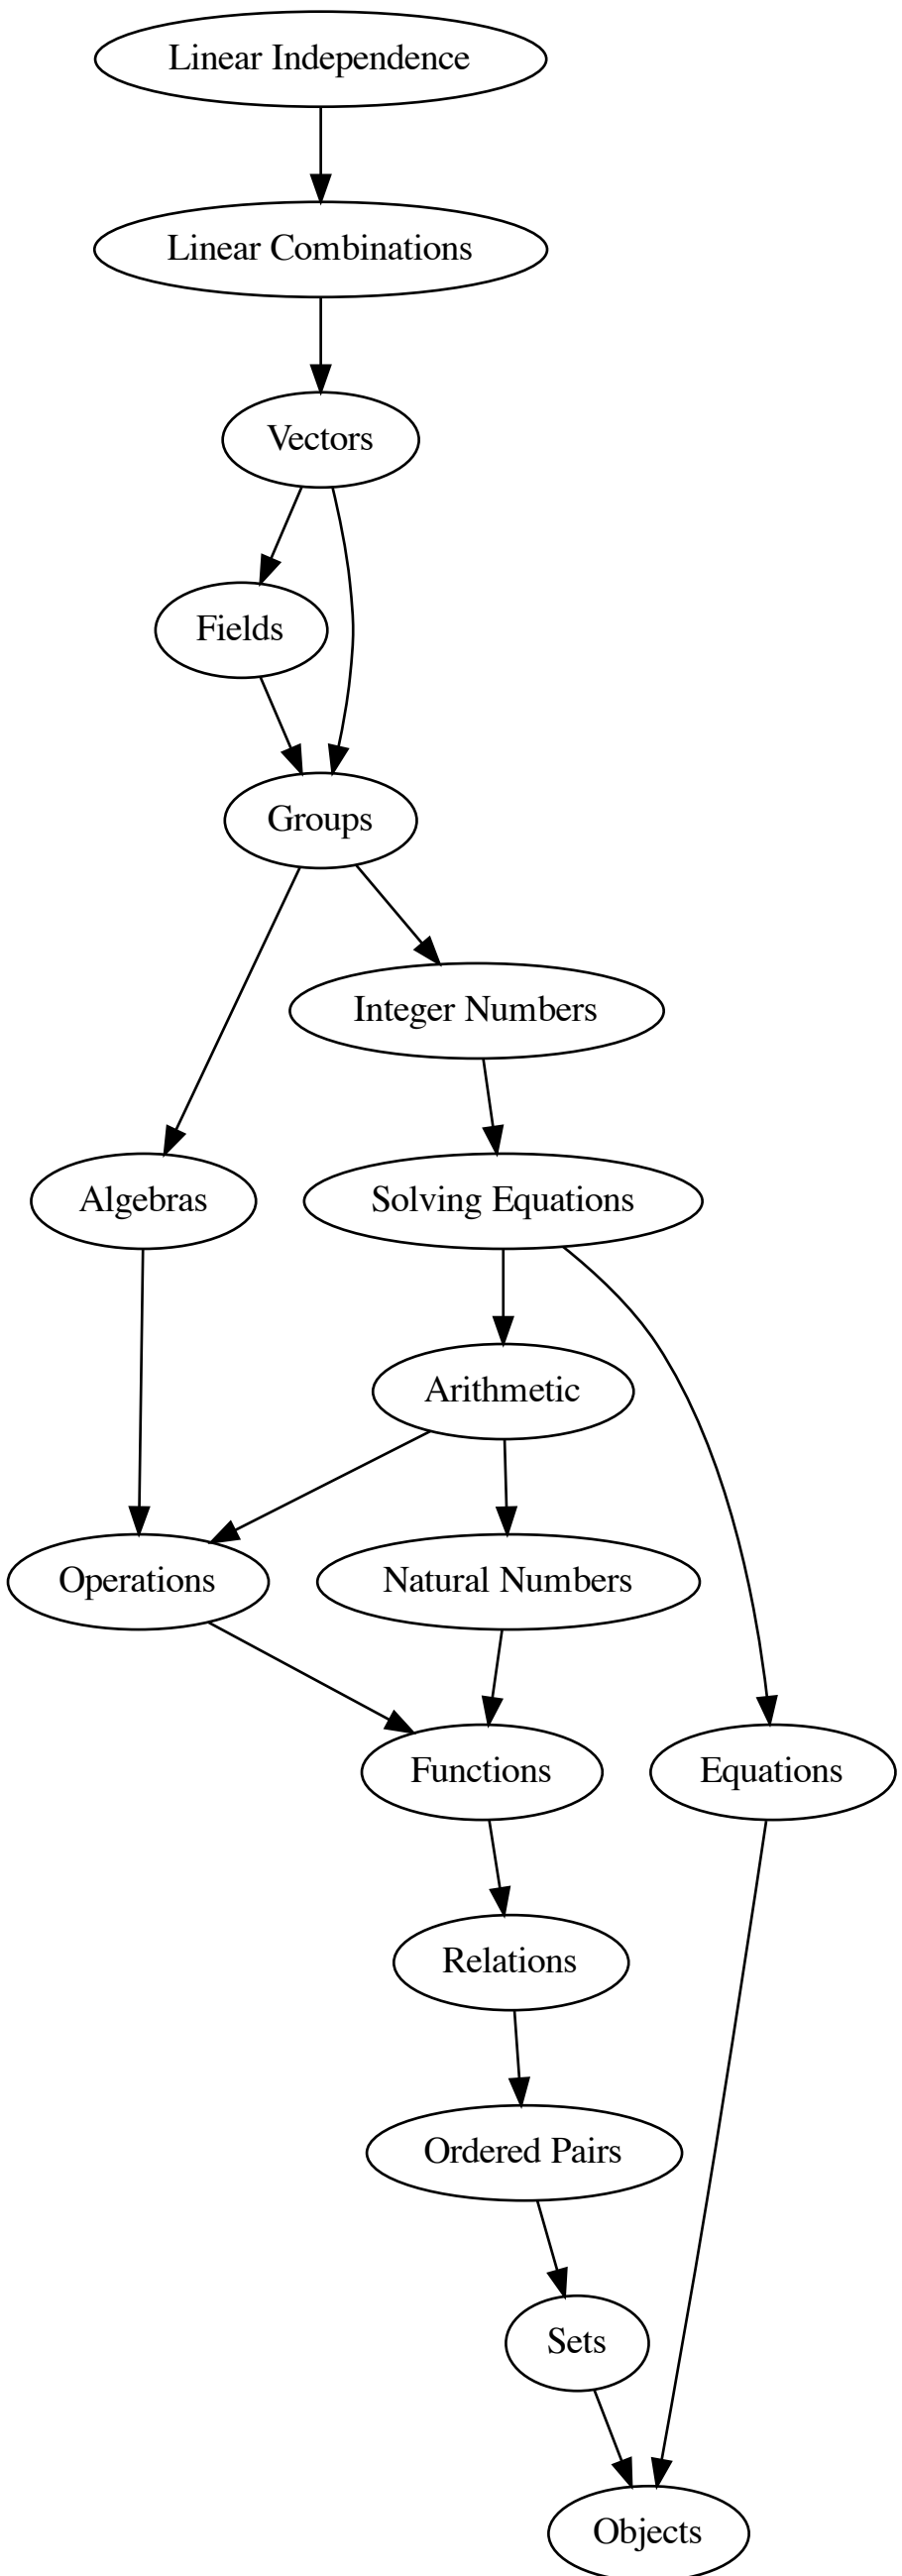 Linear Independence
Linear Combinations
Vectors
Fields
Groups
Integer Numbers
Algebras
Solving Equations
Arithmetic
Operations
Natural Numbers
Functions
Equations
Relations
Ordered Pairs
Sets
Objects